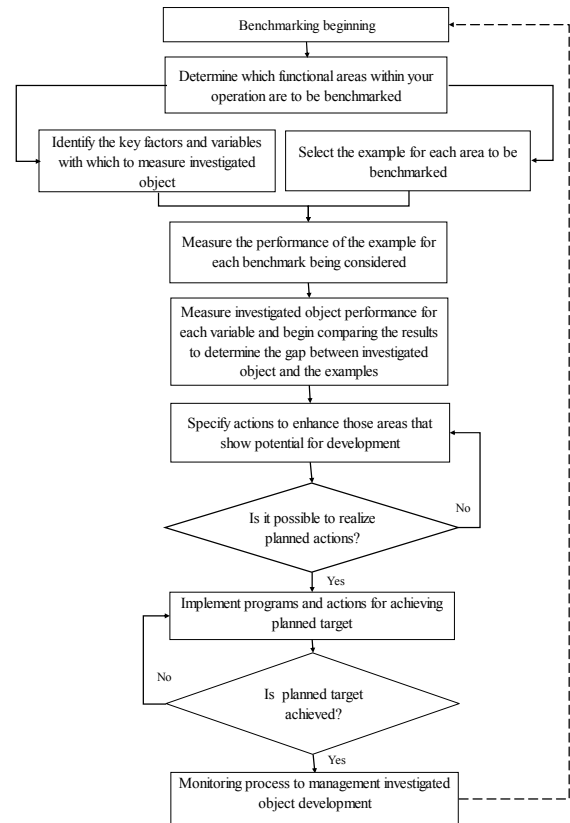 Benchmarking beginning
Determine which functional areas within your
operation are to be benchmarked
Identify the key factors and variables
with which to measure investigated
object
Select the example for each area to be
benchmarked
Measure the performance of the example for
each benchmark being considered
Measure investigated object performance for
each variable and begin comparing the results
to determine the gap between investigated
object and the examples
Specify actions to enhance those areas that
show potential for development
No
Is it possible to realize
planned actions?
Yes
Implement programs and actions for achieving
planned target
No
Is planned target
achieved?
Yes
Monitoring process to management investigated
object development